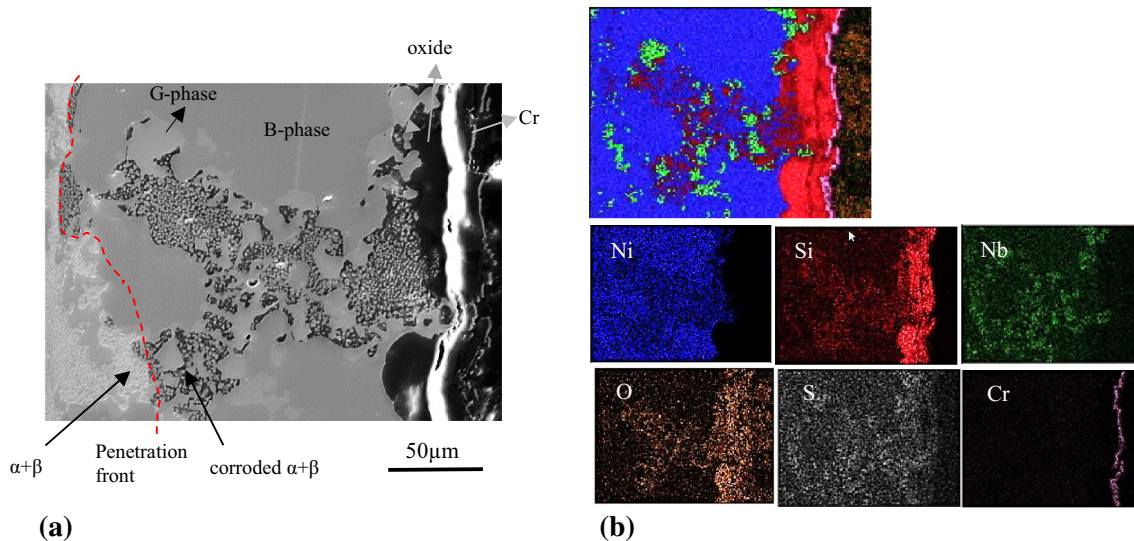 oxide
G-phase
Cr
B-phase
α+β
Penetration
front
corroded α+β
50μm
(a)
Ni
Si
Nb
O
S
Cr
(b)